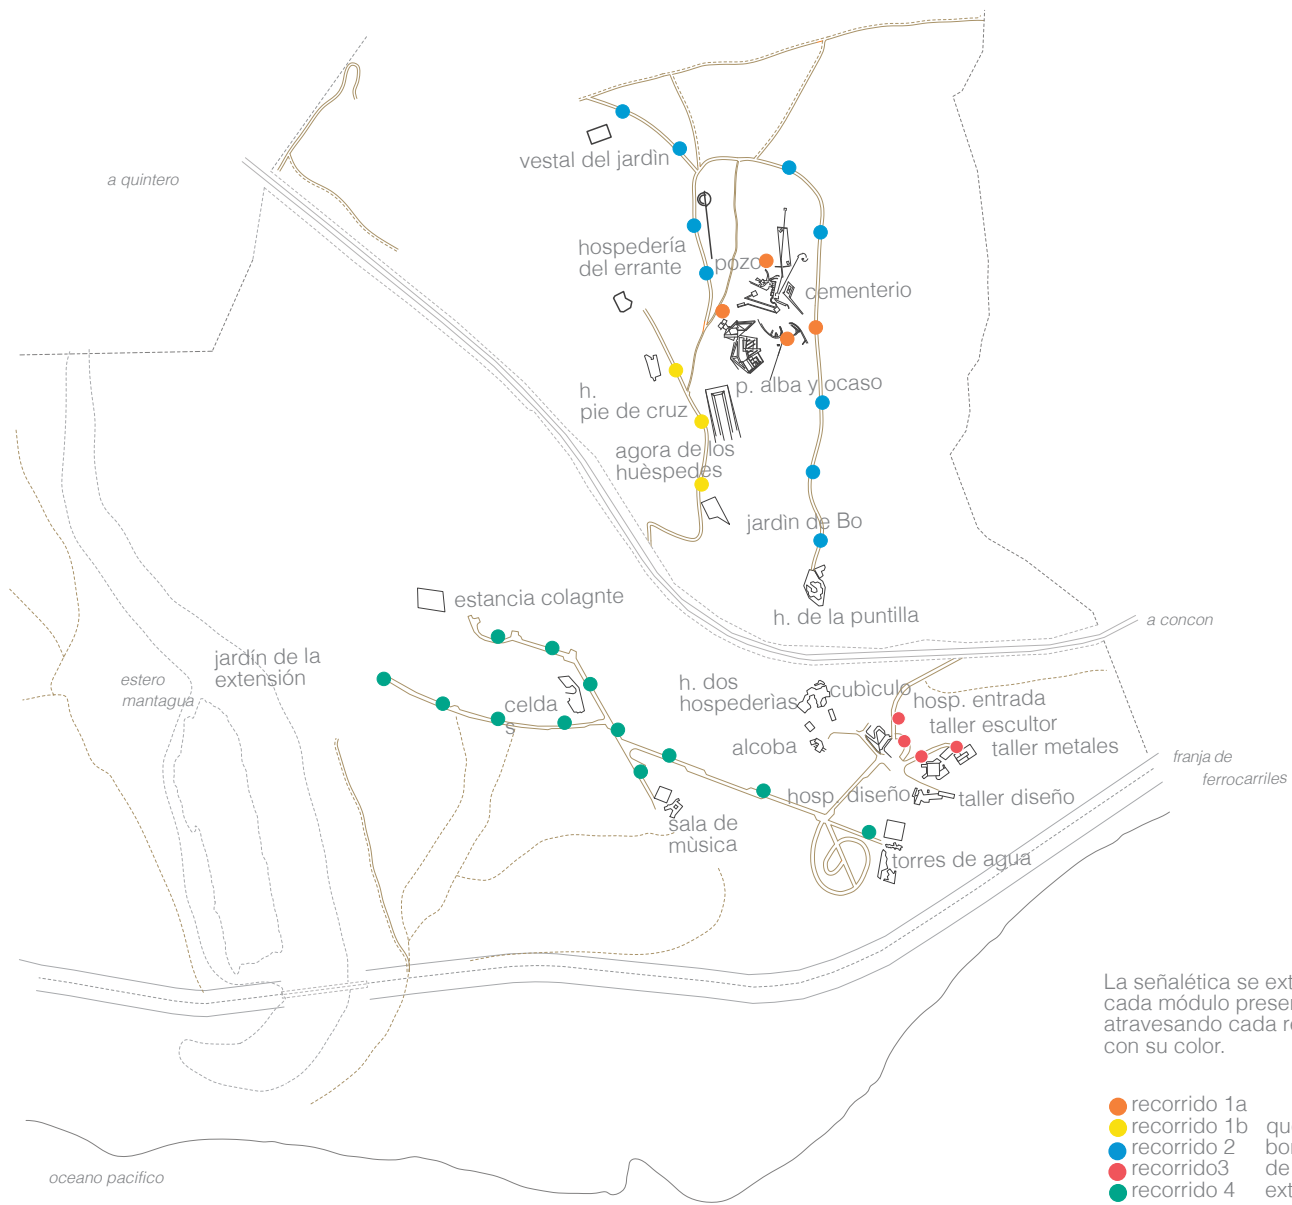 a quintero
vestal del jardìn
hospedería
del errante
pozo
cementerio
h.
pie de cruz
p. alba y ocaso
agora de los
huèspedes
jardìn de Bo
h. de la puntilla
a concon
estancia colagnte
jardín de la
extensión
estero
mantagua
celda
s
h. dos
hospederìas
cubìculo
hosp. entrada
taller escultor
taller metales
alcoba
franja de
ferrocarriles
hosp. diseño
taller diseño
sala de
mùsica
torres de agua
La señalética se
cada módulo
atravesando cada
con su color.
recorrido 1a
recorrido 1b
recorrido 2
recorrido3 de
recorrido 4
oceano pacifico